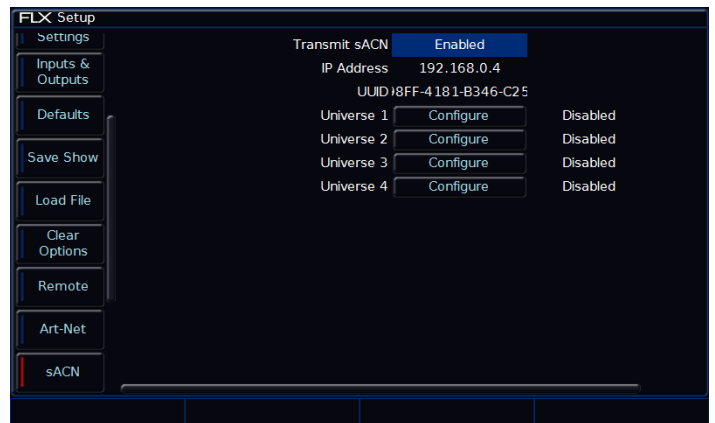 FLX Setup
Settings
Inputs &
Outputs
Defaults
Save Show
Load File
Clear
Options
Remote
Art-Net
sACN
Transmit sACN Enabled
IP Address 192.168.0.4
UUID 8FF-4181-B346-C25
Universe 1 Configure Disabled
Universe 2 Configure Disabled
Universe 3 Configure Disabled
Universe 4 Configure Disabled